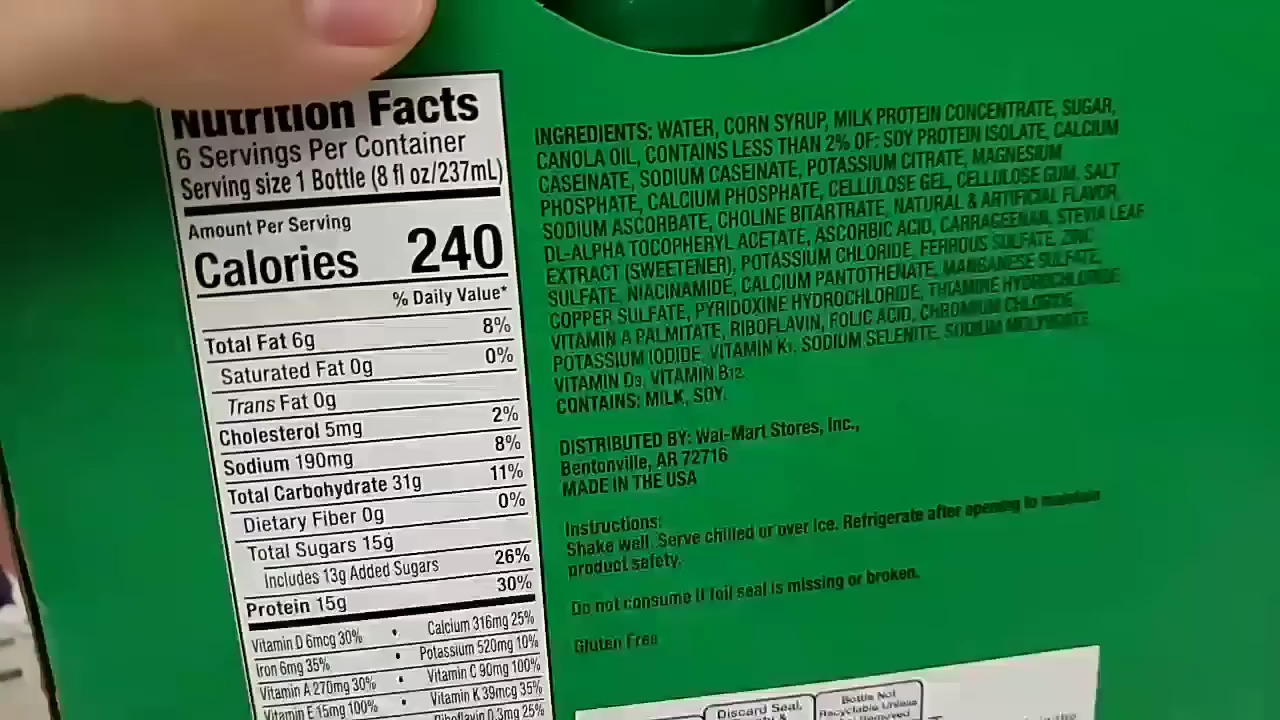 Nutrition Facts
6 Servings Per Container
Serving size 1 Bottle (8 fl oz/237mL)
Amount Per Serving
Calories 240
% Daily Value*
Total Fat 6g 8%
Saturated Fat 0g 0%
Trans Fat 0g
Cholesterol 5mg 2%
Sodium 190mg 8%
Total Carbohydrate 31g 11%
Dietary Fiber 0g 0%
Total Sugars 15g
Includes 13g Added Sugars 26%
Protein 15g 30%
Vitamin D 6mcg 30% • Calcium 316mg 25%
Iron 6mg 35% • Potassium 520mg 10%
Vitamin A 270mg 30% • Vitamin C 90mg 100%
Vitamin E 15mg 100% • Vitamin K 39mcg 35%
Riboflavin 0.3mg 25%
INGREDIENTS: WATER, CORN SYRUP, MILK PROTEIN CONCENTRATE, SUGAR,
CANOLA OIL, CONTAINS LESS THAN 2% OF: SOY PROTEIN ISOLATE, CALCIUM
CASEINATE, SODIUM CASEINATE, POTASSIUM CITRATE, MAGNESIUM
PHOSPHATE, CALCIUM PHOSPHATE, CELLULOSE GEL, CELLULOSE GUM, SALT,
SODIUM ASCORBATE, CHOLINE BITARTRATE, NATURAL & ARTIFICIAL FLAVOR,
DL-ALPHA TOCOPHERYL ACETATE, ASCORBIC ACID, CARRAGEENAN, STEVIA LEAF
EXTRACT (SWEETENER), POTASSIUM CHLORIDE, FERROUS SULFATE, ZINC
SULFATE, NIACINAMIDE, CALCIUM PANTOTHENATE, MANGANESE SULFATE,
COPPER SULFATE, PYRIDOXINE HYDROCHLORIDE, THIAMINE HYDROCHLORIDE,
VITAMIN A PALMITATE, RIBOFLAVIN, FOLIC ACID, CHROMIUM CHLORIDE,
POTASSIUM IODIDE, VITAMIN K1, SODIUM SELENITE, SODIUM MOLYBDATE,
VITAMIN D3, VITAMIN B12.
CONTAINS: MILK, SOY.
DISTRIBUTED BY: Wal-Mart Stores, Inc.,
Bentonville, AR 72716
MADE IN THE USA
Instructions:
Shake well. Serve chilled or over ice. Refrigerate after opening to maintain
product safety.
Do not consume if foil seal is missing or broken.
Gluten Free
Discard Seal,
Bottle Not
Recyclable Unless
Removed